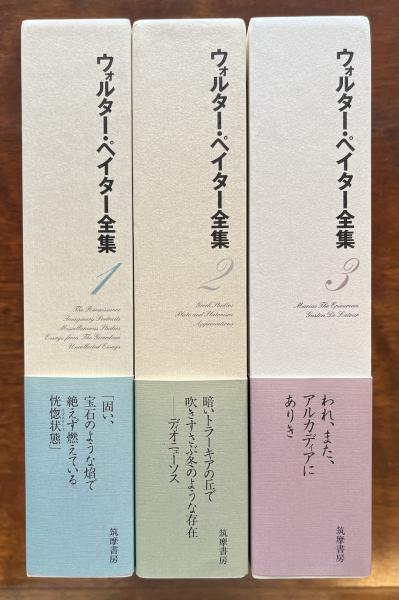 ウォルター・ペイター全集
1
The Renaissance
Imaginary Portraits
Miscellaneous Studies
Essays from The Guardian
Uncollected Essays
「固い、
宝石のような焰で
絶えず燃えている
恍惚状態」
筑摩書房
ウォルター・ペイター全集
2
Greek Studies
Plato and Platonism
Appreciations
暗いトラーキアの丘で
吹きすさぶ冬のような存在
──ディオニューソス
筑摩書房
ウォルター・ペイター全集
3
Marius The Epicurean
Gaston De Latour
われ、また、
アルカディアに
ありき
筑摩書房